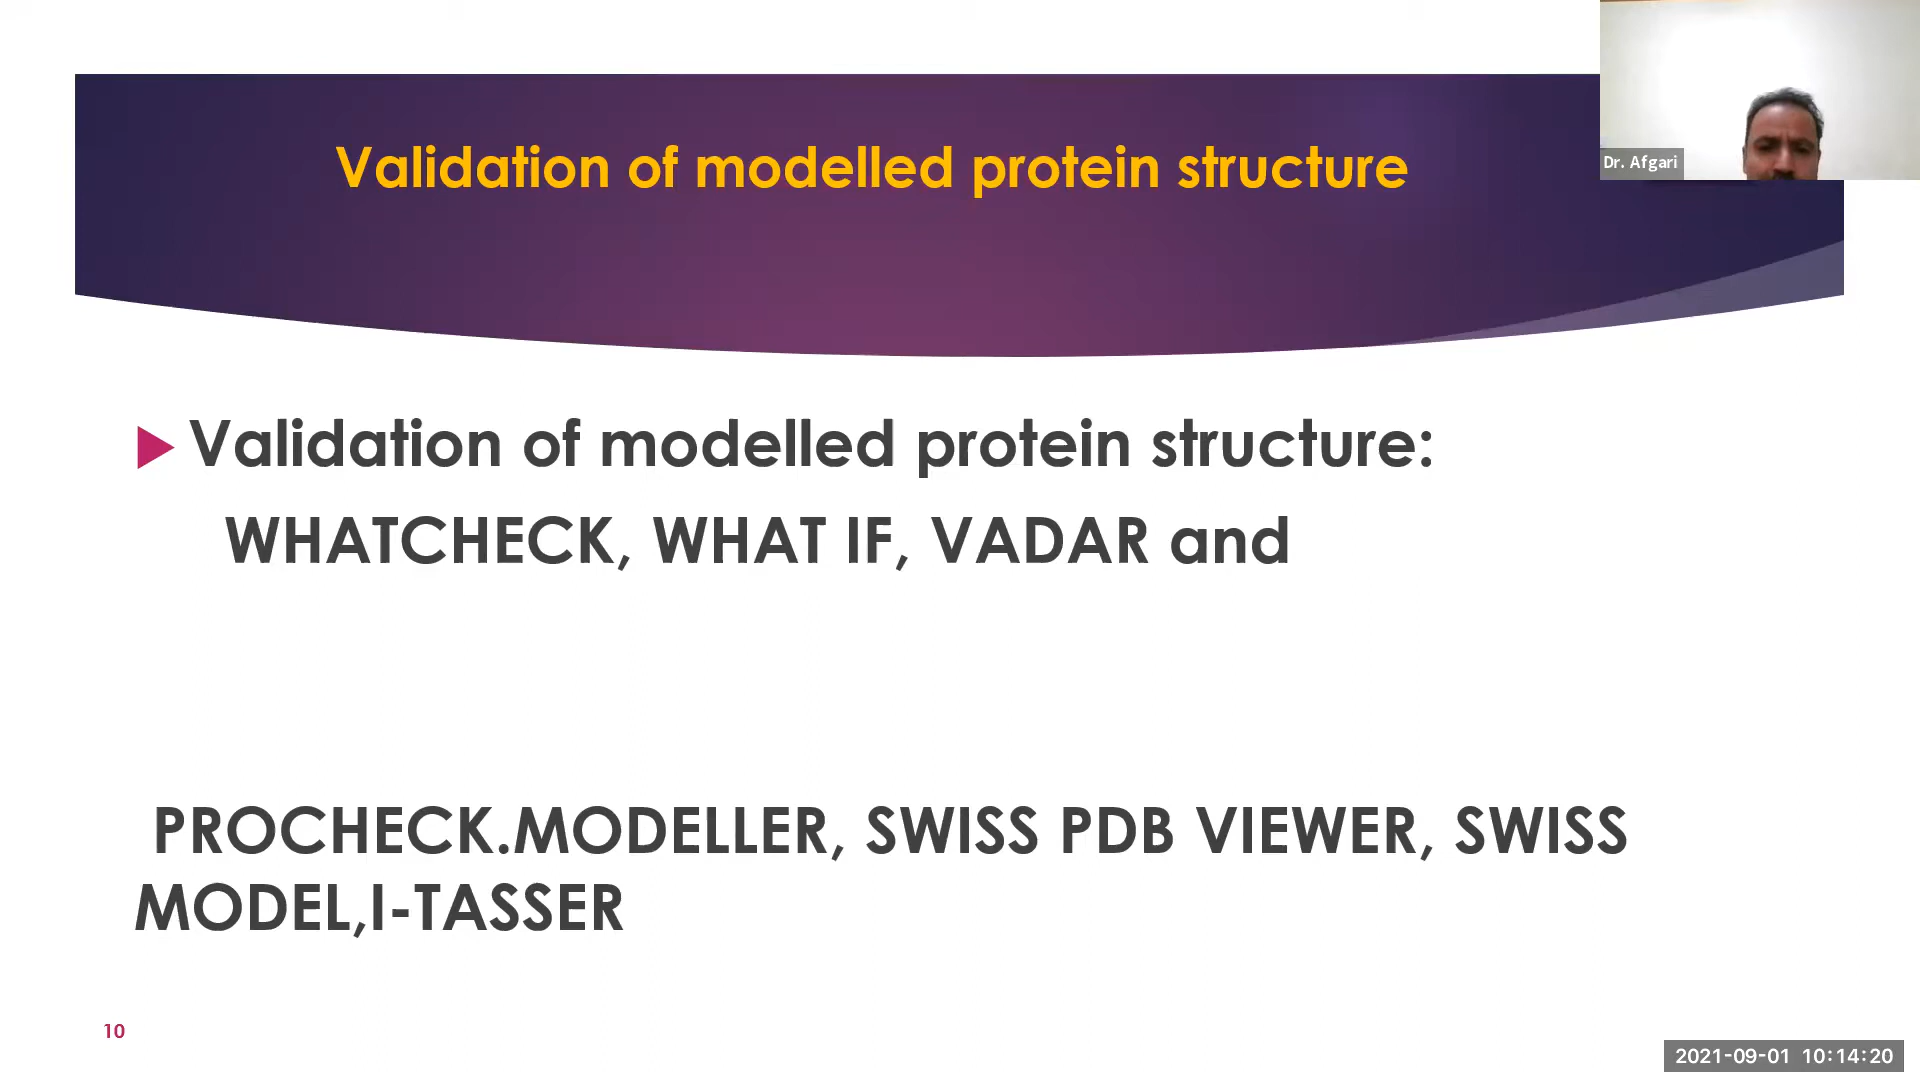 Validation of modelled protein structure
Dr. Afgari
Validation of modelled protein structure:
WHATCHECK, WHAT IF, VADAR and
PROCHECK.MODELLER, SWISS PDB VIEWER, SWISS
MODEL,I-TASSER
10
2021-09-01 10:14:20